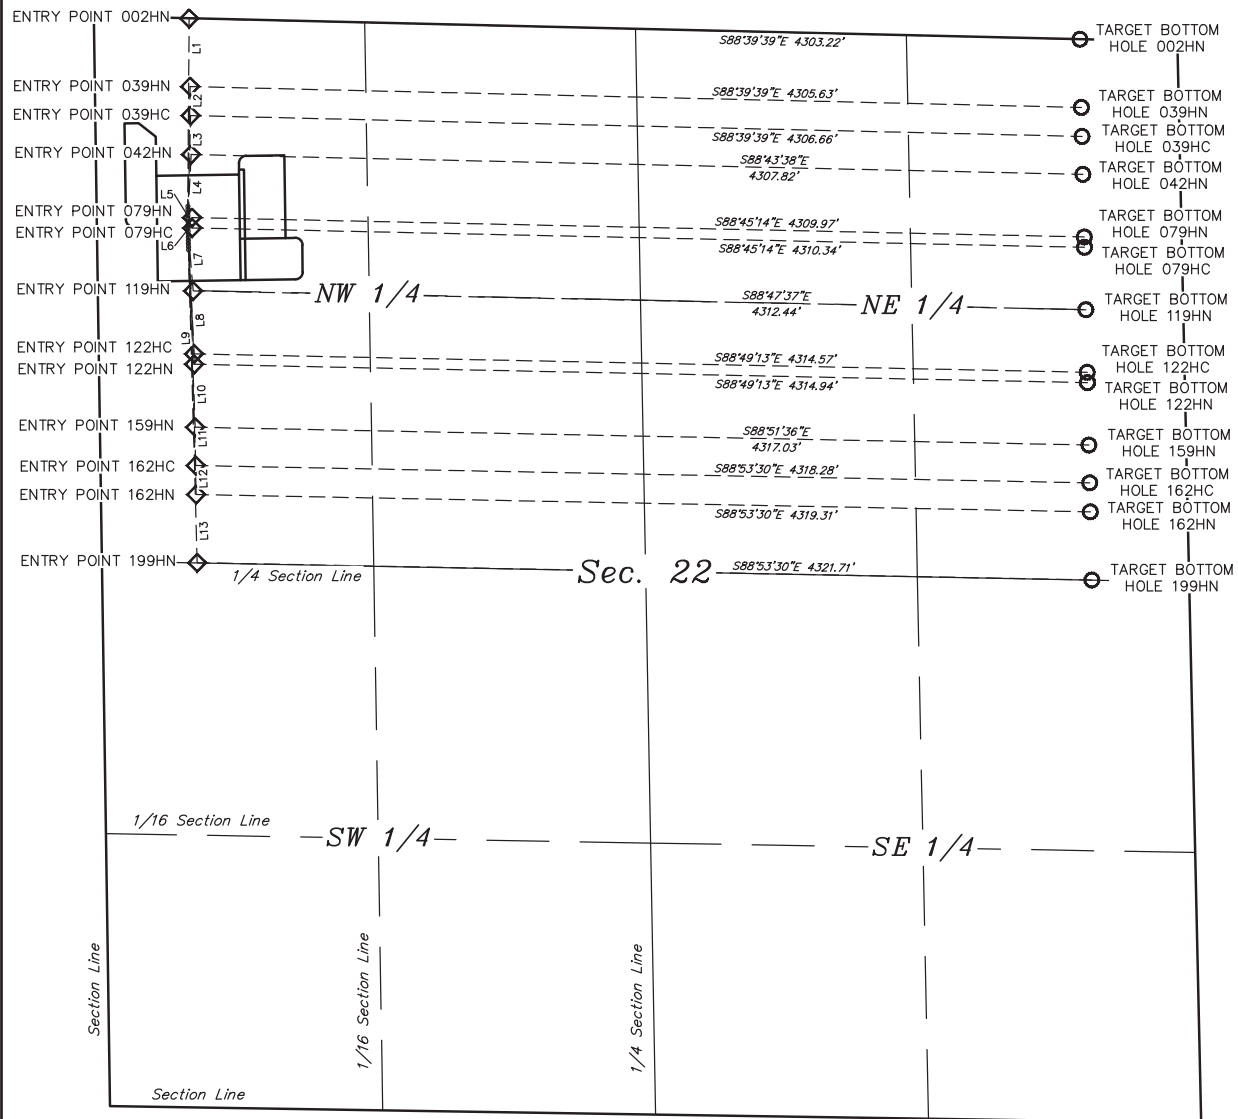 ENTRY POINT 002HN
S88°39'39"E 4303.22'
TARGET BOTTOM
HOLE 002HN
L1
ENTRY POINT 039HN
S88°39'39"E 4305.63'
TARGET BOTTOM
HOLE 039HN
L2
ENTRY POINT 039HC
S88°39'39"E 4306.66'
TARGET BOTTOM
HOLE 039HC
L3
ENTRY POINT 042HN
S88°43'38"E
4307.82'
TARGET BOTTOM
HOLE 042HN
L4
L5
ENTRY POINT 079HN
S88°45'14"E 4309.97'
TARGET BOTTOM
HOLE 079HN
ENTRY POINT 079HC
L6
S88°45'14"E 4310.34'
TARGET BOTTOM
HOLE 079HC
L7
ENTRY POINT 119HN
NW 1/4
S88°47'37"E
4312.44'
NE 1/4
TARGET BOTTOM
HOLE 119HN
L8
L9
ENTRY POINT 122HC
S88°49'13"E 4314.57'
TARGET BOTTOM
HOLE 122HC
ENTRY POINT 122HN
S88°49'13"E 4314.94'
TARGET BOTTOM
HOLE 122HN
L10
ENTRY POINT 159HN
S88°51'36"E
4317.03'
TARGET BOTTOM
HOLE 159HN
L11
ENTRY POINT 162HC
S88°53'30"E 4318.28'
TARGET BOTTOM
HOLE 162HC
L12
ENTRY POINT 162HN
S88°53'30"E 4319.31'
TARGET BOTTOM
HOLE 162HN
L13
ENTRY POINT 199HN
1/4 Section Line
Sec. 22
S88°53'30"E 4321.71'
TARGET BOTTOM
HOLE 199HN
1/16 Section Line
SW 1/4
SE 1/4
Section Line
1/16 Section Line
1/4 Section Line
Section Line